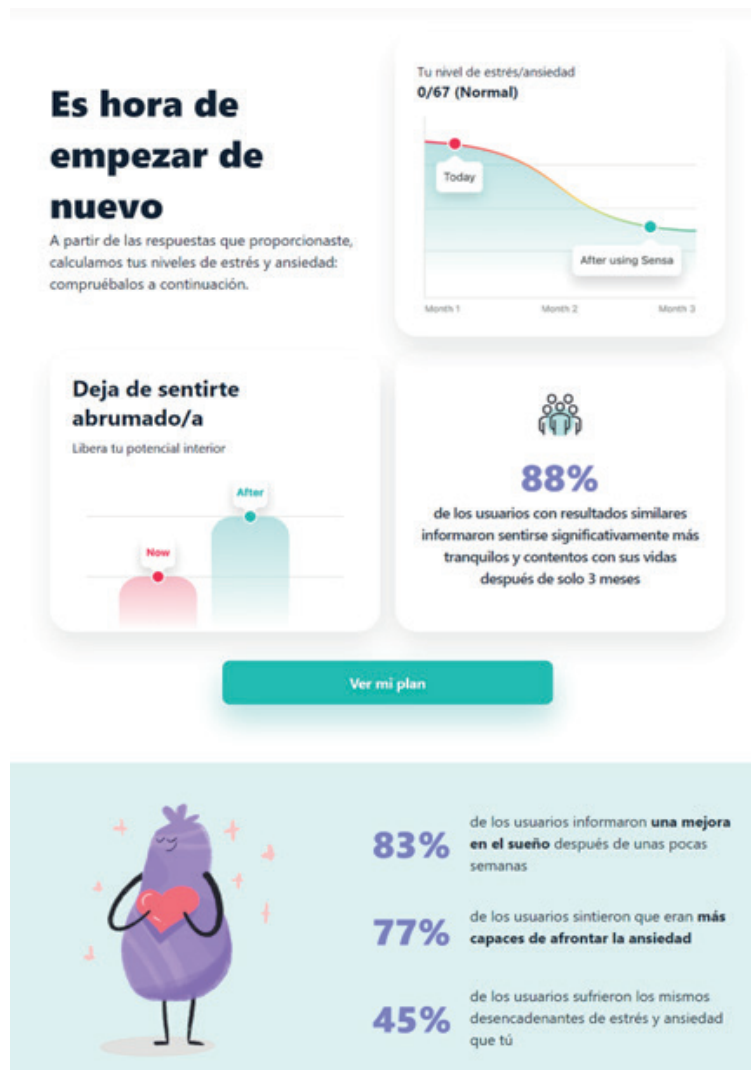 Es hora de
empezar de
nuevo
A partir de las respuestas que proporcionaste,
calculamos tus niveles de estrés y ansiedad:
compruébalos a continuación.
Tu nivel de estrés/ansiedad
0/67 (Normal)
Today
After using Sensa
Month 1
Month 2
Month 3
Deja de sentirte
abrumado/a
Libera tu potencial interior
After
Now
88%
de los usuarios con resultados similares
informaron sentirse significativamente más
tranquilos y contentos con sus vidas
después de solo 3 meses
Ver mi plan
83%
de los usuarios informaron una mejora
en el sueño después de unas pocas
semanas
77%
de los usuarios sintieron que eran más
capaces de afrontar la ansiedad
45%
de los usuarios sufrieron los mismos
desencadenantes de estrés y ansiedad
que tú